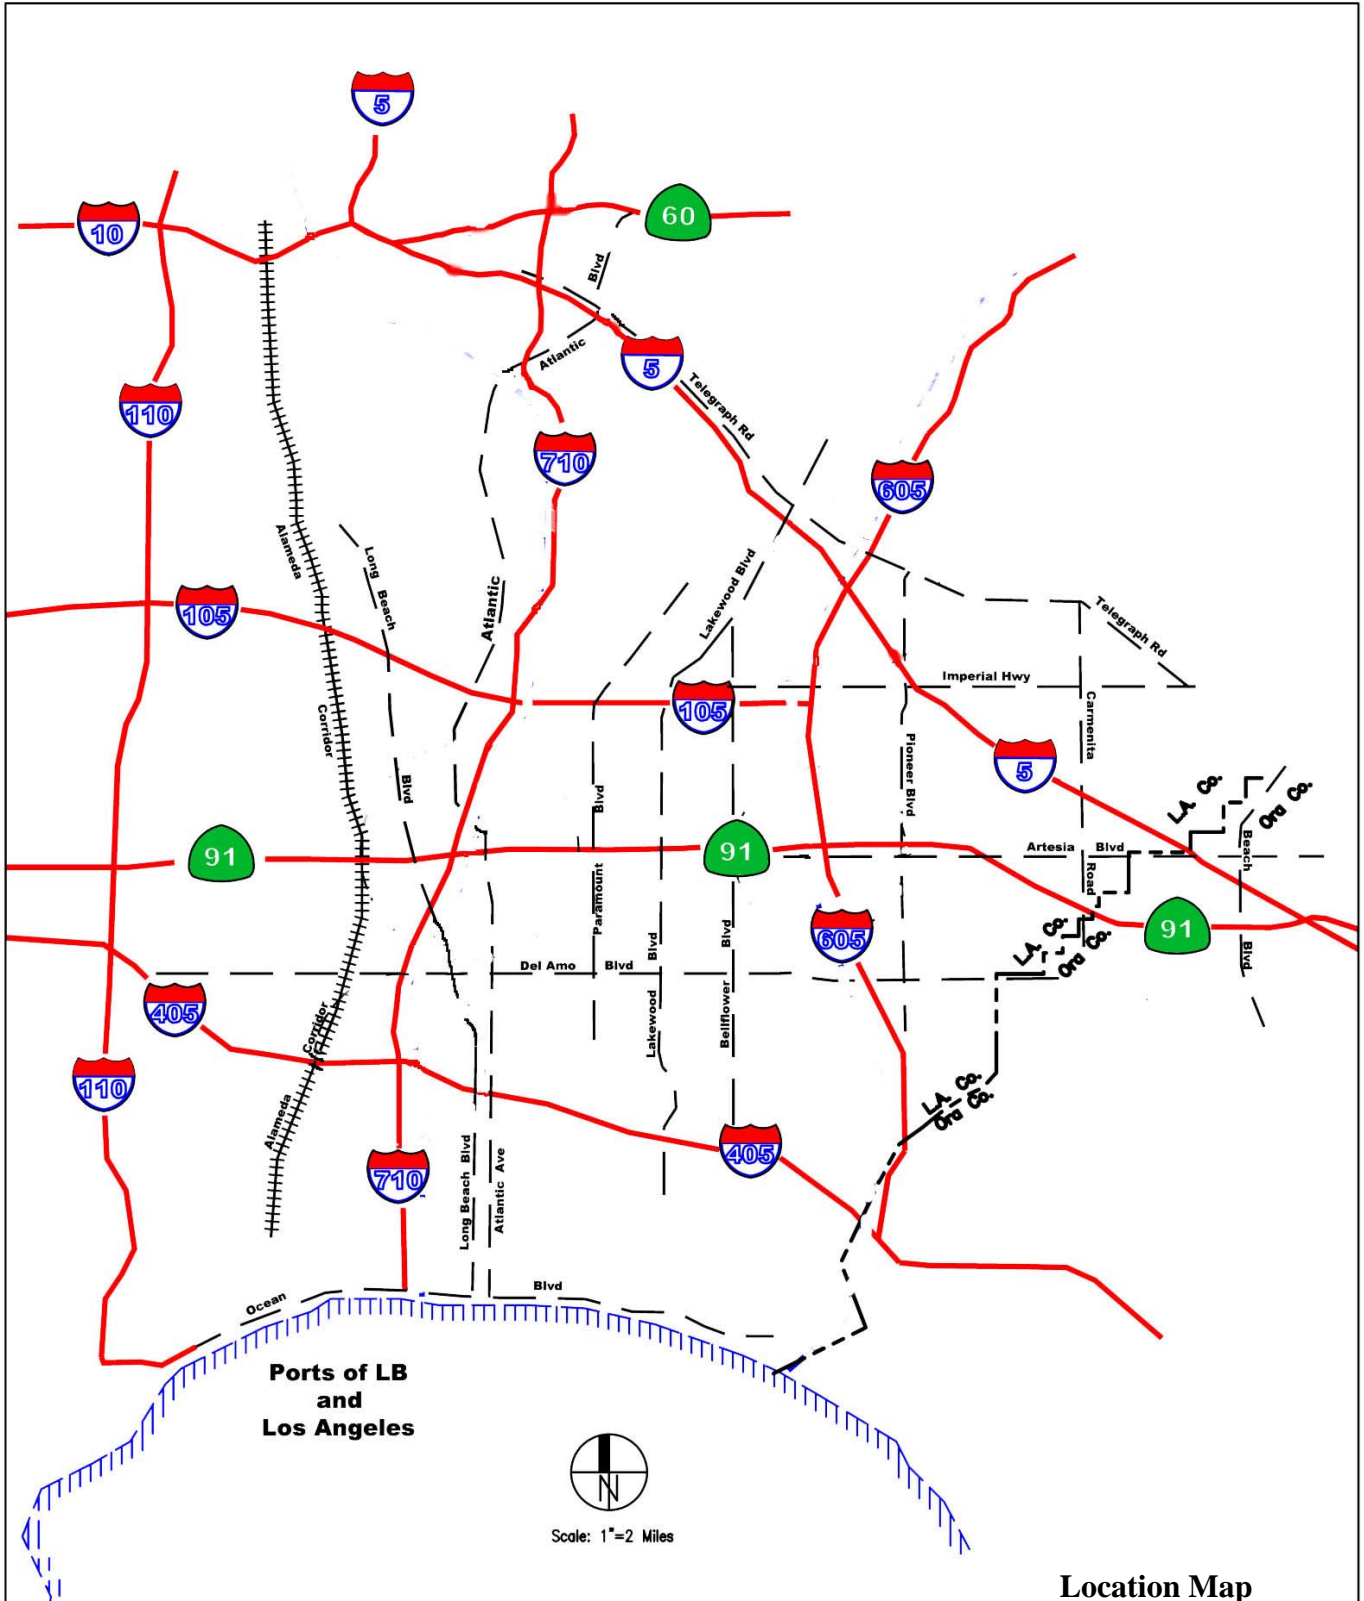 5
60
10
Blvd
Atlantic
5
110
Telegraph Rd
710
605
Alameda
Long Beach
Lakewood Blvd
Atlantic
105
Telegraph Rd
Imperial Hwy
105
Carmenita
Corridor
Pioneer Blvd
5
Blvd
Blvd
L.A. Co.
Ora Co.
91
91
Artesia Blvd
Beach
Road
Paramount
91
605
Blvd
Blvd
L.A. Co.
Ora Co.
Blvd
Del Amo Blvd
405
Corridor
Lakewood
Bellflower
110
Alameda
L.A. Co.
Ora Co.
405
710
Long Beach Blvd
Atlantic Ave
Ocean
Blvd
Ports of LB
and
Los Angeles
N
Scale: 1"=2 Miles
Location Map